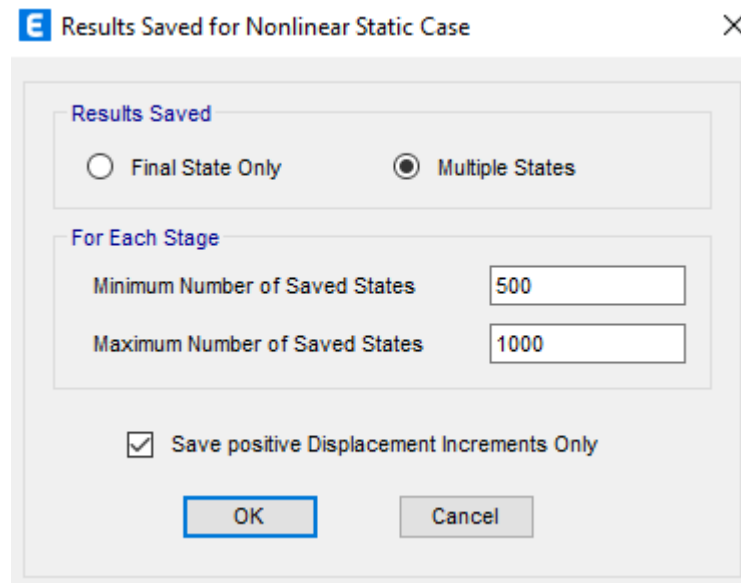 E Results Saved for Nonlinear Static Case
Results Saved
Final State Only Multiple States
For Each Stage
Minimum Number of Saved States 500
Maximum Number of Saved States 1000
Save positive Displacement Increments Only
OK Cancel